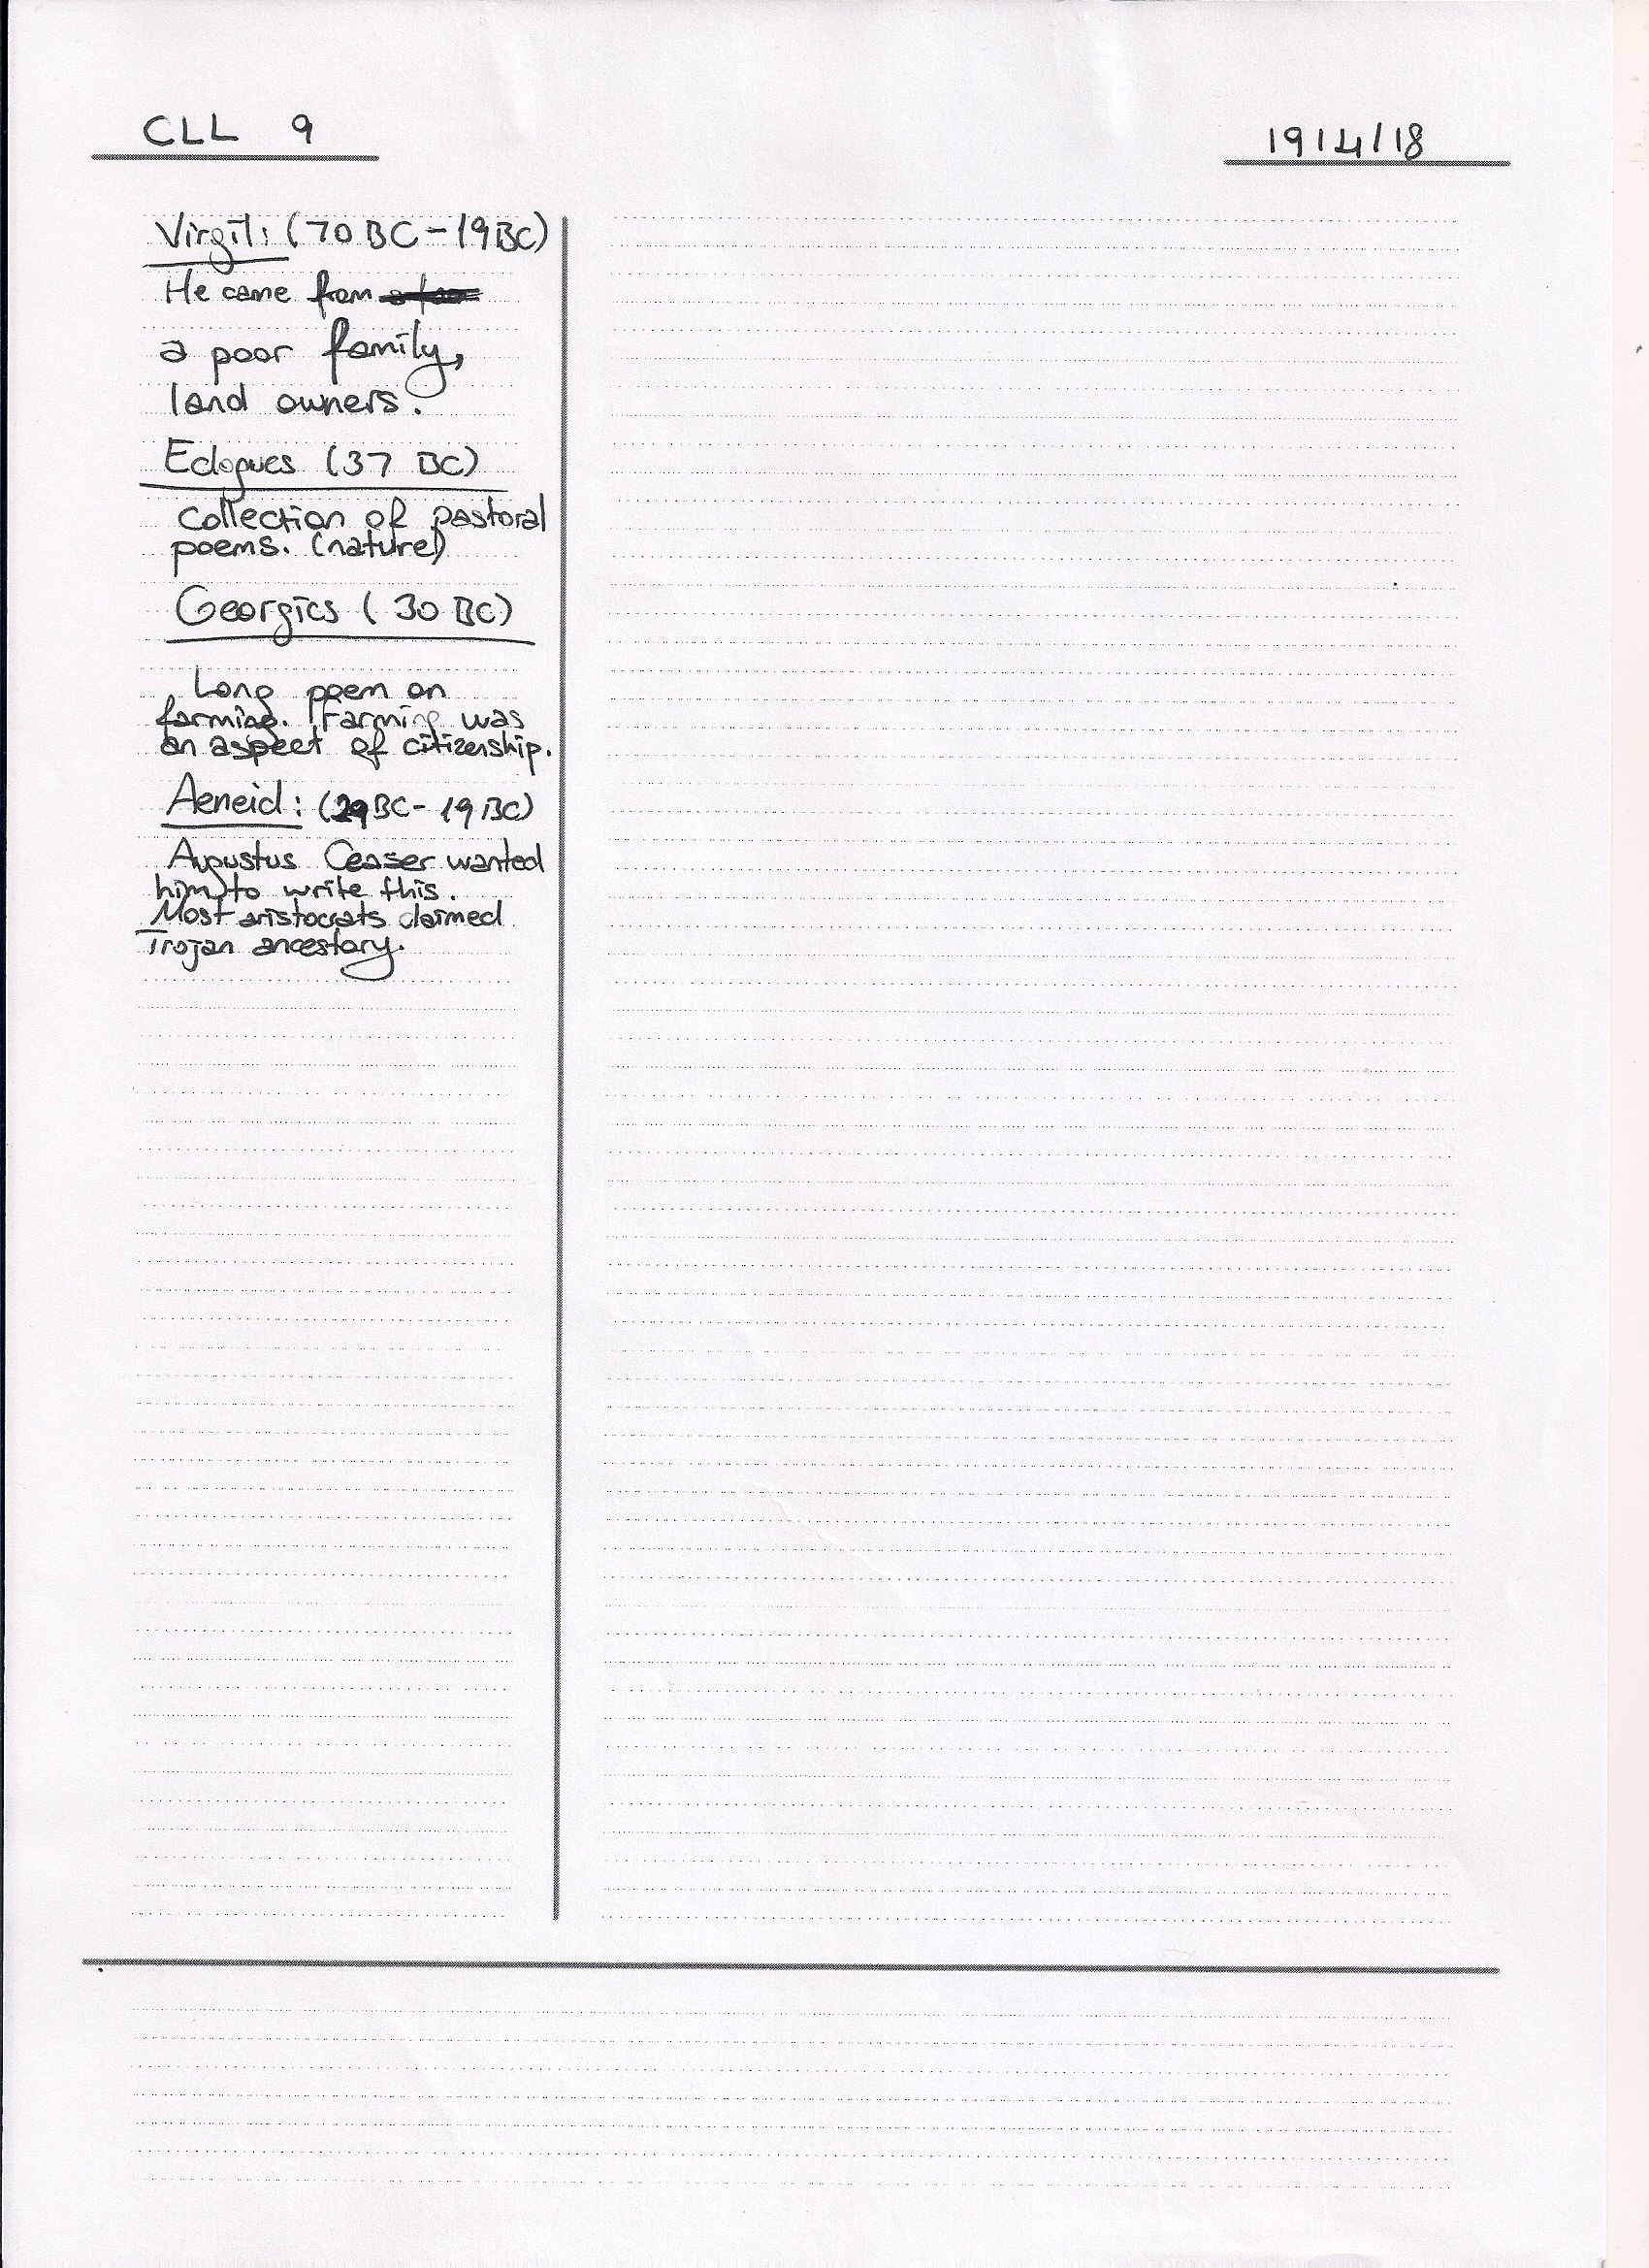 CLL 9
19/4/18
Virgil: (70 BC - 19 BC)
He came from
a poor family,
land owners.
Eclogues (37 BC)
Collection of pastoral
poems. (nature)
Georgics (30 BC)
Long poem on
farming. Farming was
an aspect of citizenship.
Aeneid: (29 BC - 19 BC)
Augustus Ceaser wanted
him to write this.
Most aristocrats claimed
Trojan ancestory.